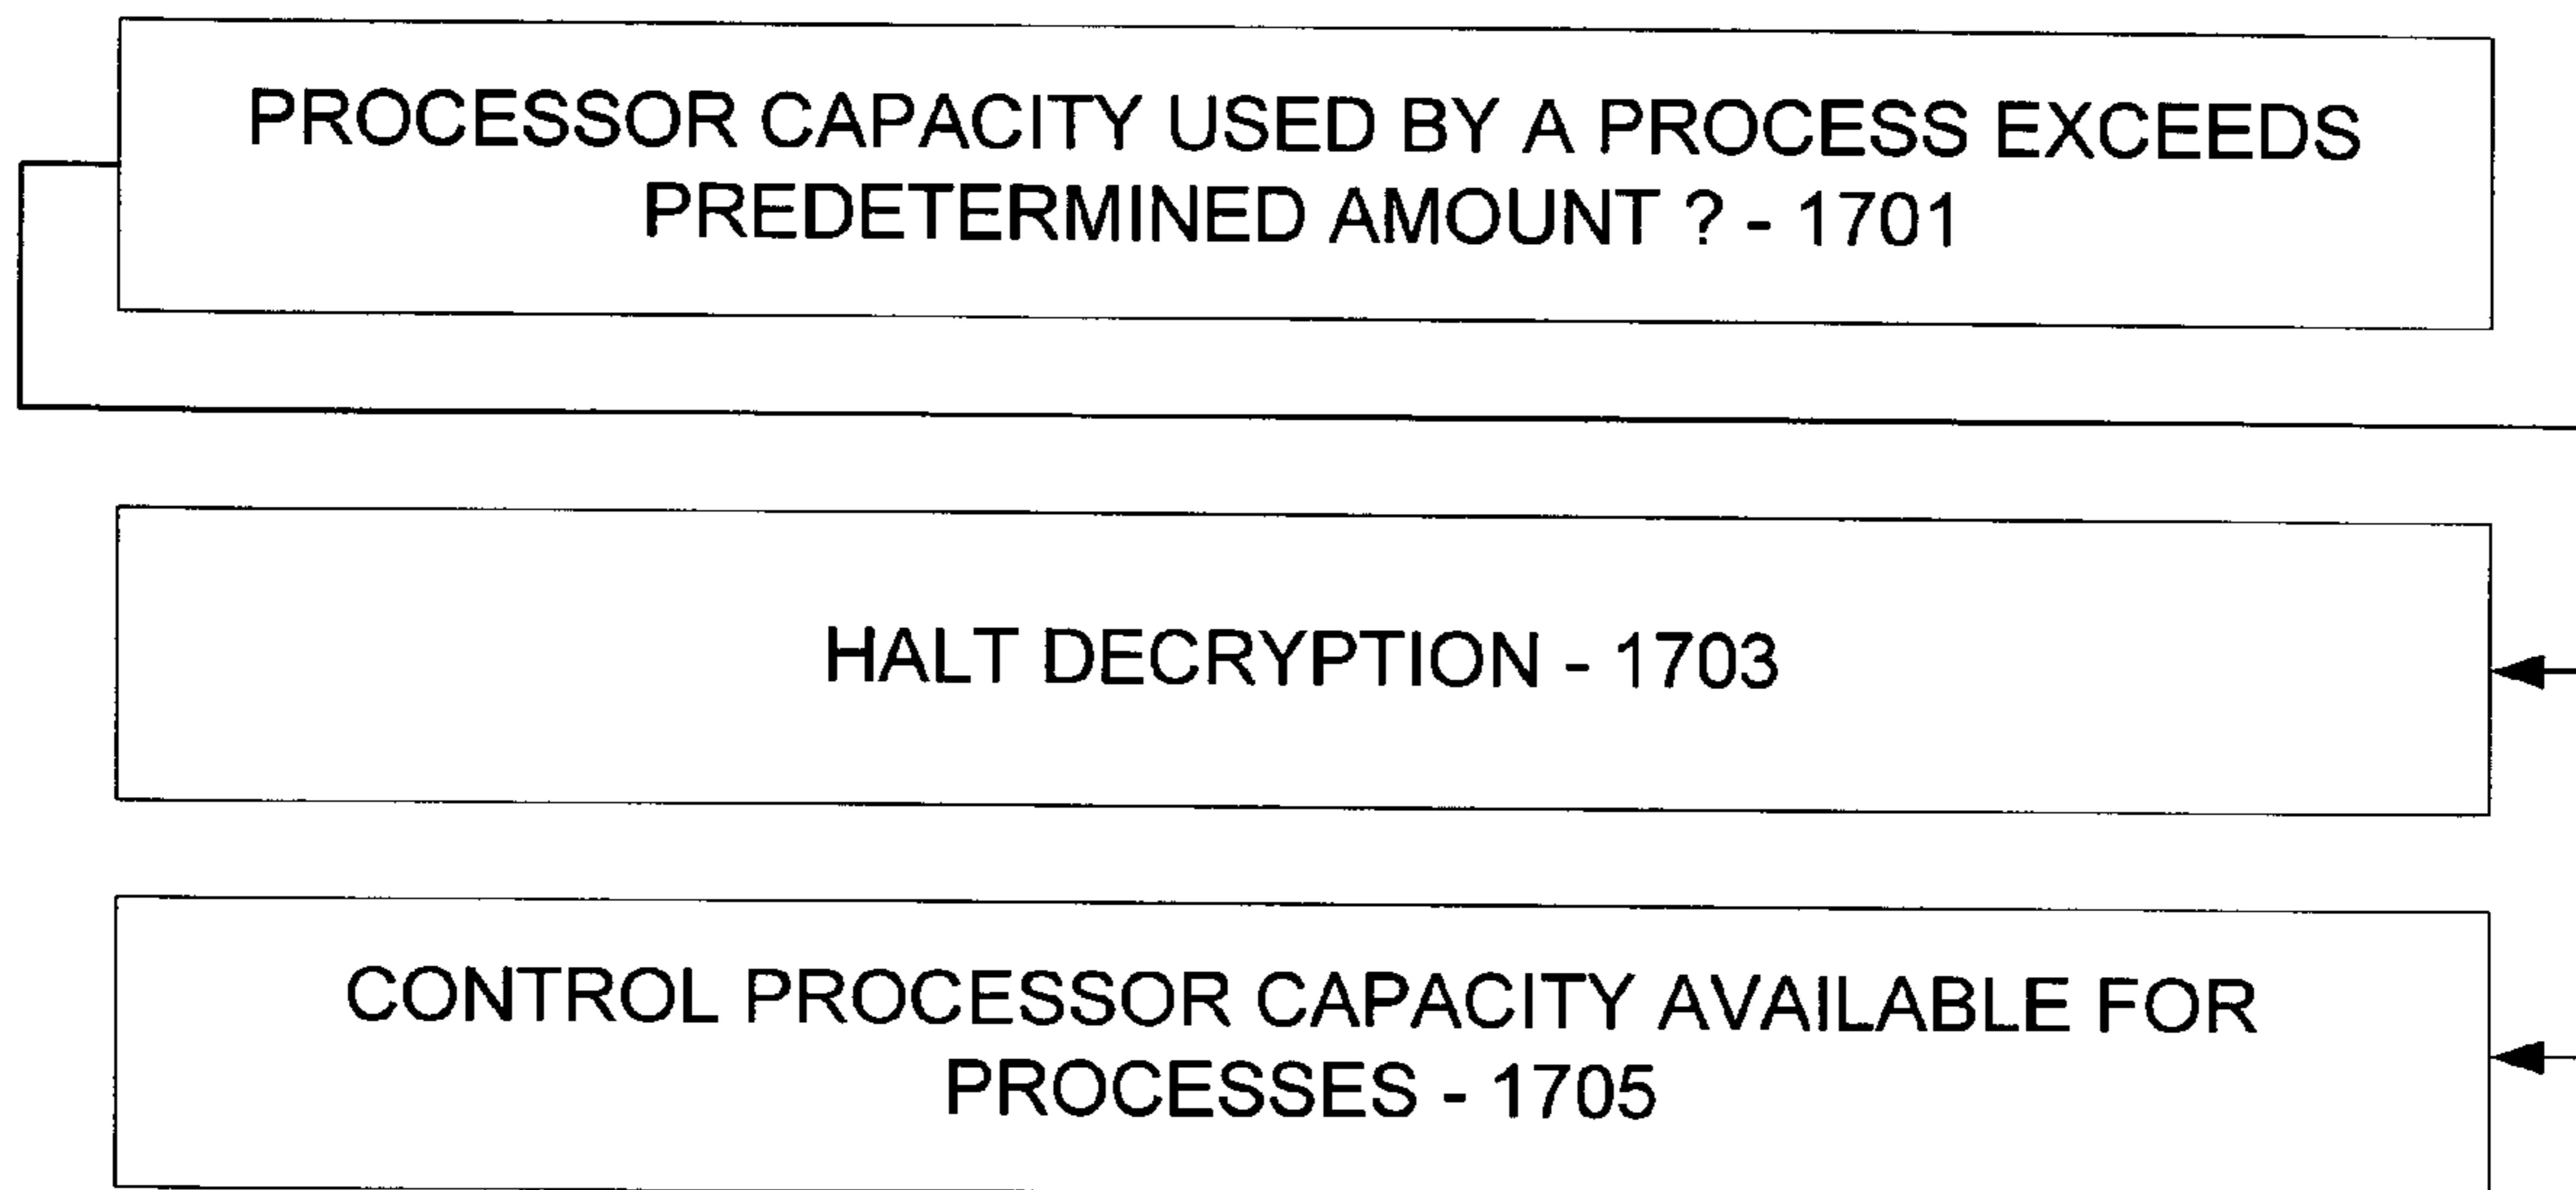 PROCESSOR CAPACITY USED BY A PROCESS EXCEEDS
PREDETERMINED AMOUNT ? - 1701
HALT DECRYPTION - 1703
CONTROL PROCESSOR CAPACITY AVAILABLE FOR
PROCESSES - 1705